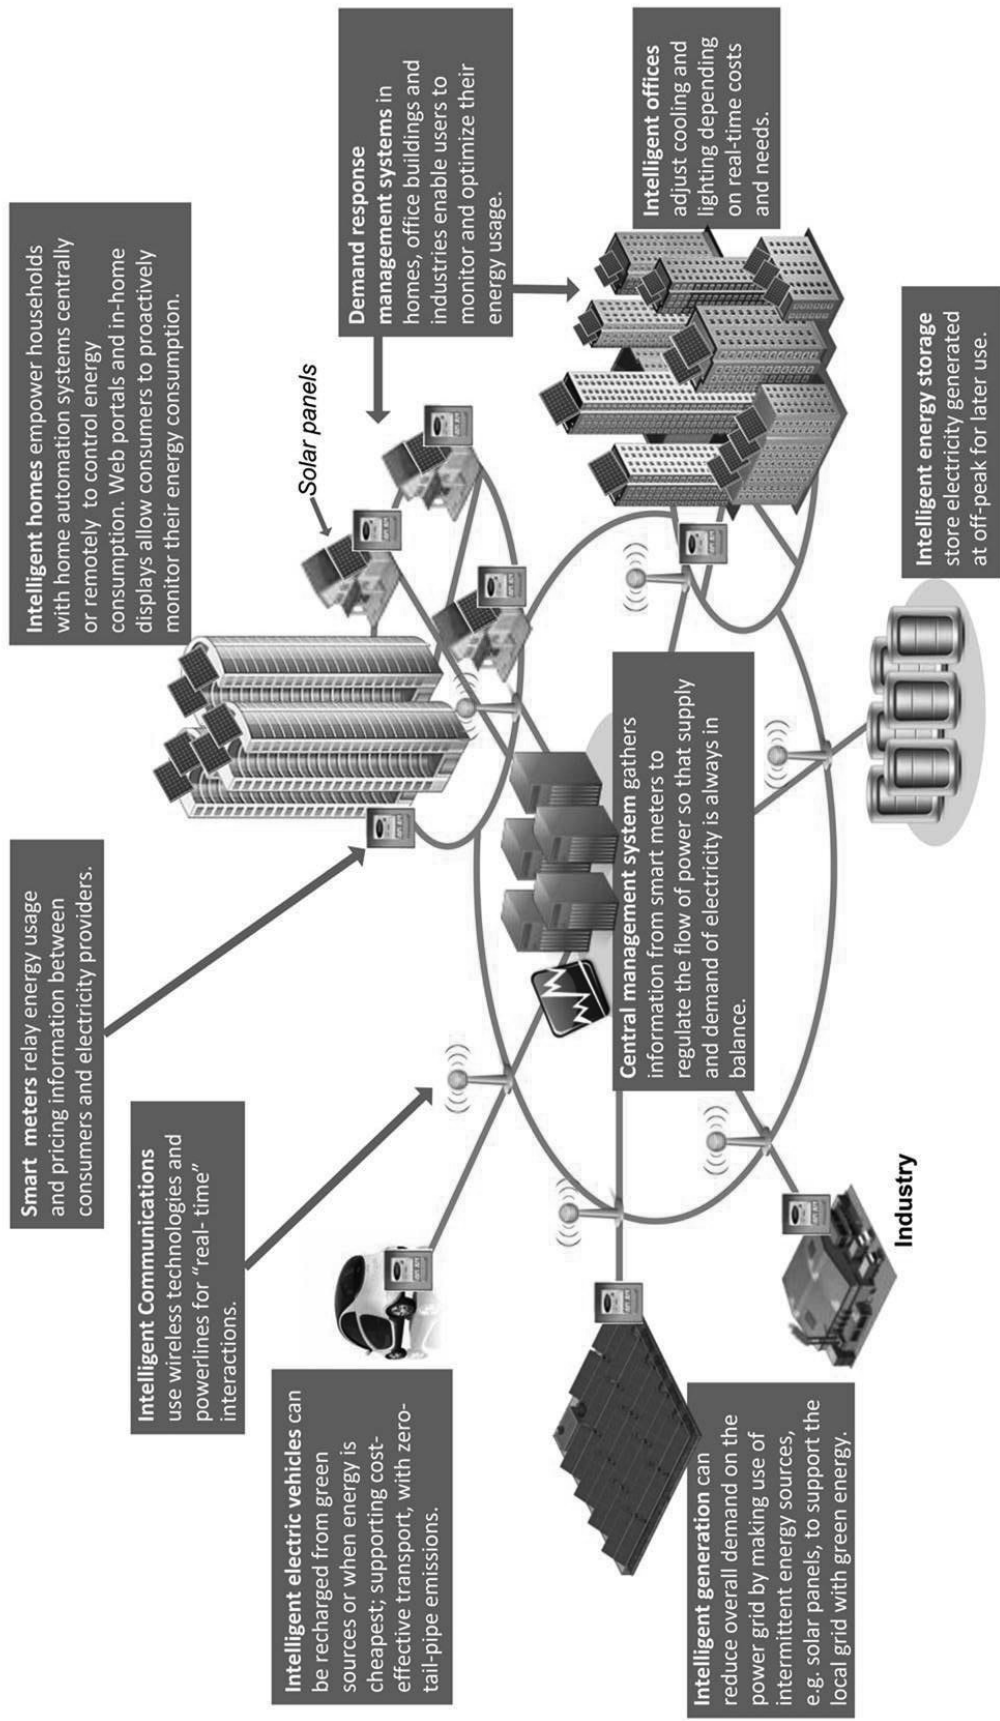 Smart meters relay energy usage
and pricing information between
consumers and electricity providers.
Intelligent homes empower households
with home automation systems centrally
or remotely to control energy
consumption. Web portals and in-home
displays allow consumers to proactively
monitor their energy consumption.
Intelligent Communications
use wireless technologies and
powerlines for “real- time”
interactions.
Solar panels
Demand response
management systems in
homes, office buildings and
industries enable users to
monitor and optimize their
energy usage.
Intelligent electric vehicles can
be recharged from green
sources or when energy is
cheapest; supporting cost-
effective transport, with zero-
tail-pipe emissions.
Central management system gathers
information from smart meters to
regulate the flow of power so that supply
and demand of electricity is always in
balance.
Intelligent offices
adjust cooling and
lighting depending
on real-time costs
and needs.
Intelligent generation can
reduce overall demand on the
power grid by making use of
intermittent energy sources,
e.g. solar panels, to support the
local grid with green energy.
Industry
Intelligent energy storage
store electricity generated
at off-peak for later use.